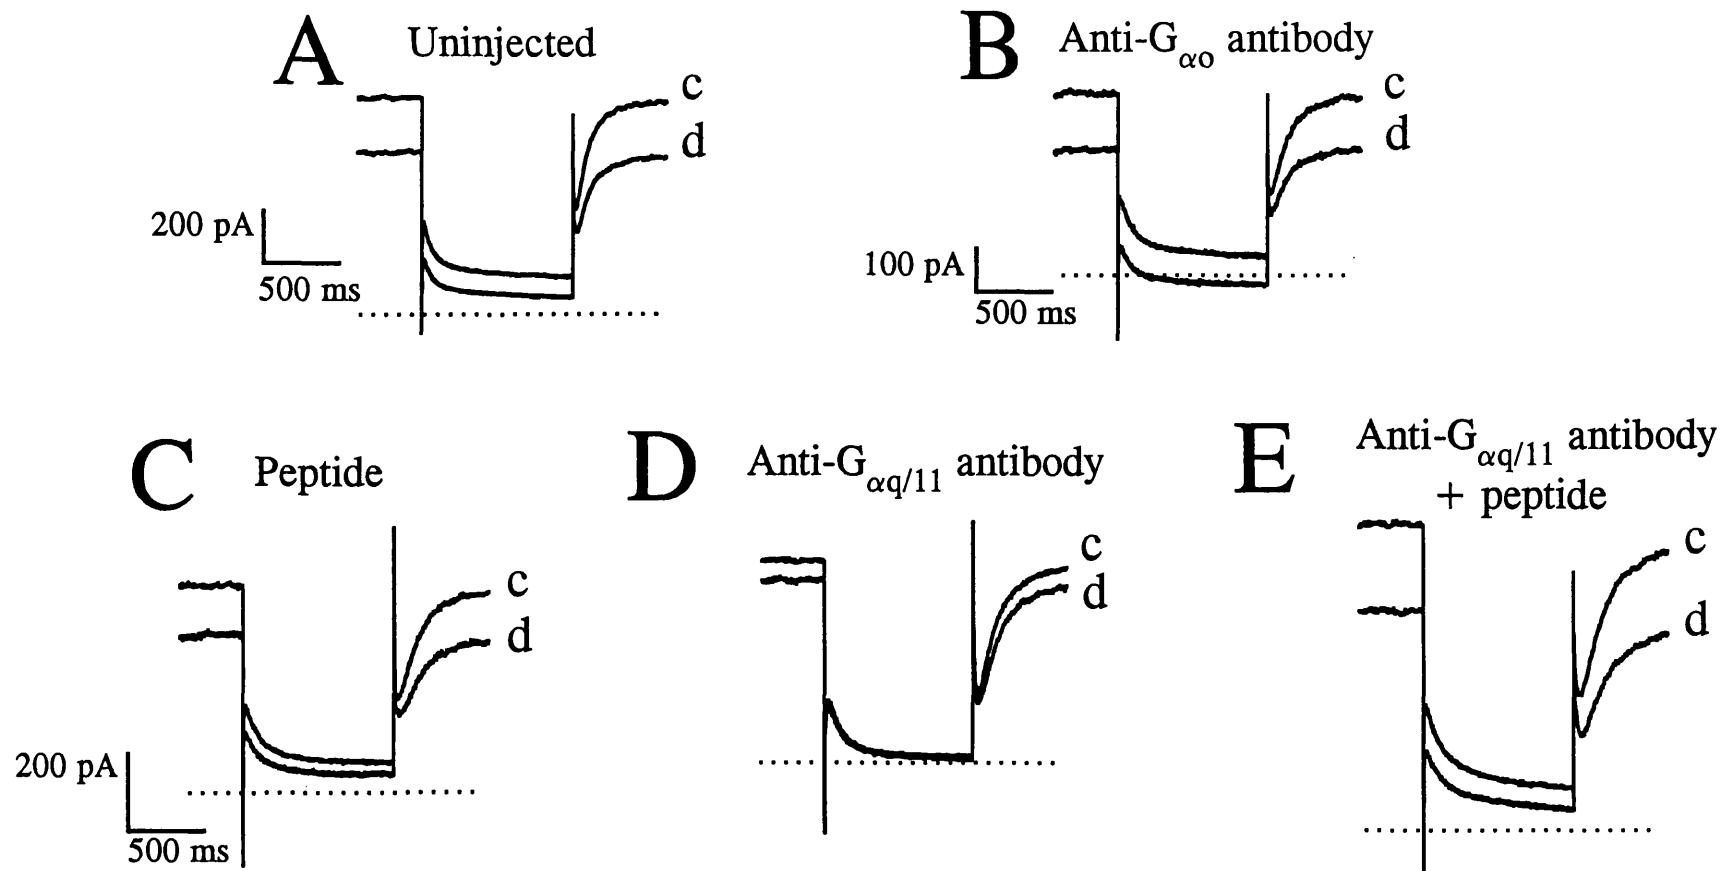 A
Uninjected
c
d
200 pA
500 ms
B
Anti-Gαo antibody
c
d
100 pA
500 ms
C
Peptide
c
d
200 pA
500 ms
D
Anti-Gαq/11 antibody
c
d
E
Anti-Gαq/11 antibody
+ peptide
c
d